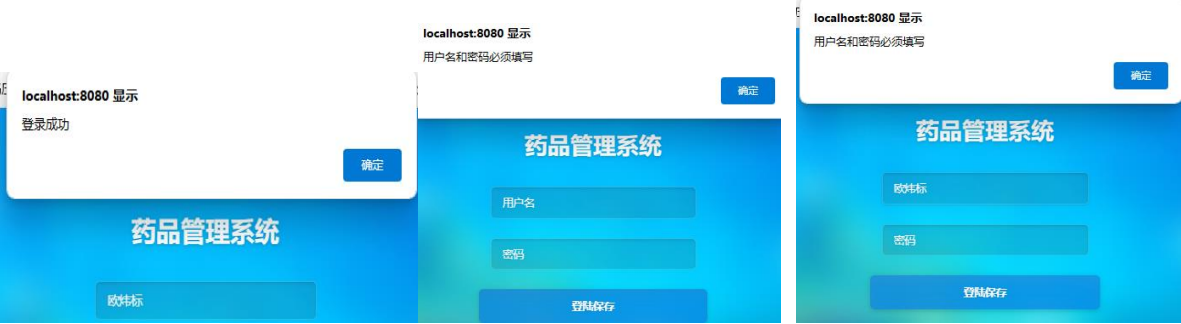 localhost:8080 显示
登录成功
确定
药品管理系统
欧炜标
localhost:8080 显示
用户名和密码必须填写
确定
药品管理系统
用户名
密码
登陆保存
localhost:8080 显示
用户名和密码必须填写
确定
药品管理系统
欧炜标
密码
登陆保存